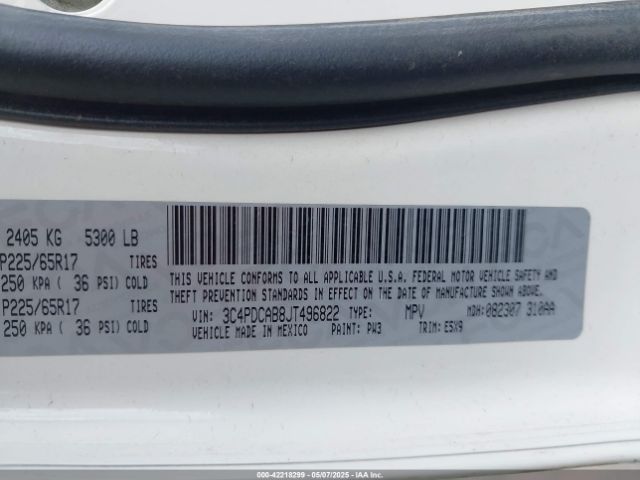 2405 KG 5300 LB
P225/65R17 TIRES
250 KPA ( 36 PSI) COLD
P225/65R17 TIRES
250 KPA ( 36 PSI) COLD
THIS VEHICLE CONFORMS TO ALL APPLICABLE U.S.A. FEDERAL MOTOR VEHICLE SAFETY AND
THEFT PREVENTION STANDARDS IN EFFECT ON THE DATE OF MANUFACTURE SHOWN ABOVE.
VIN: 3C4PDCAB8JT496822 TYPE: MPV MDH: 082307 310AA
VEHICLE MADE IN MEXICO PAINT: PW3 TRIM: E5X9
000-42218299 - 05/07/2025 - IAA Corp.